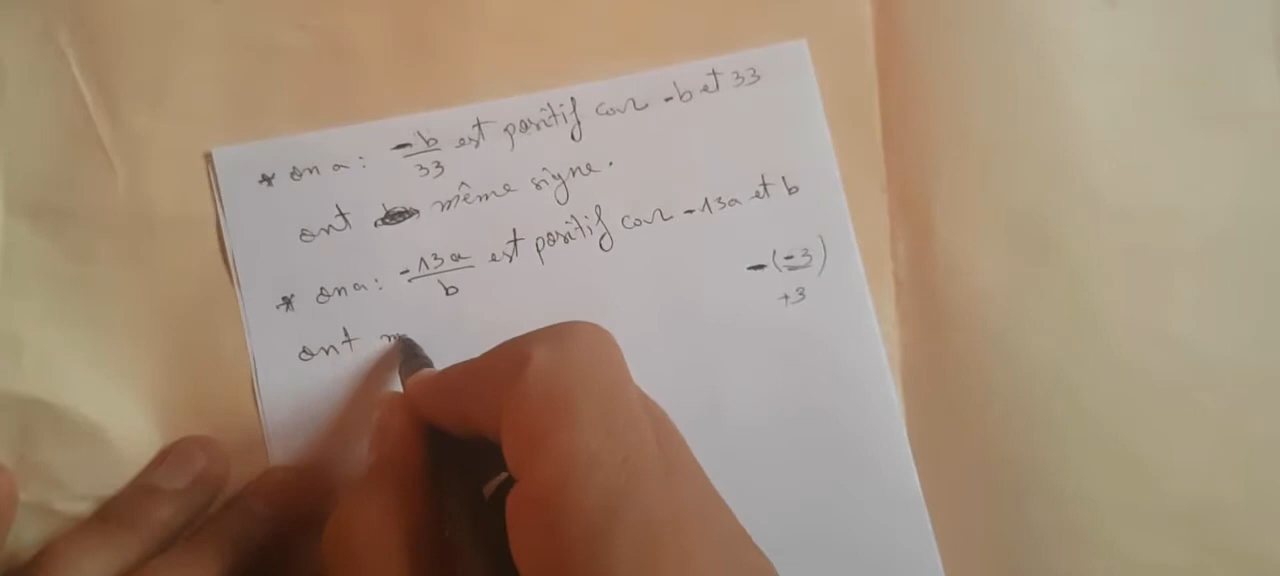 * on a : -b/33 est positif car -b et 33
ont même signe.
* on a : -13a/b est positif car -13a et b
ont m
-(-3)
+3